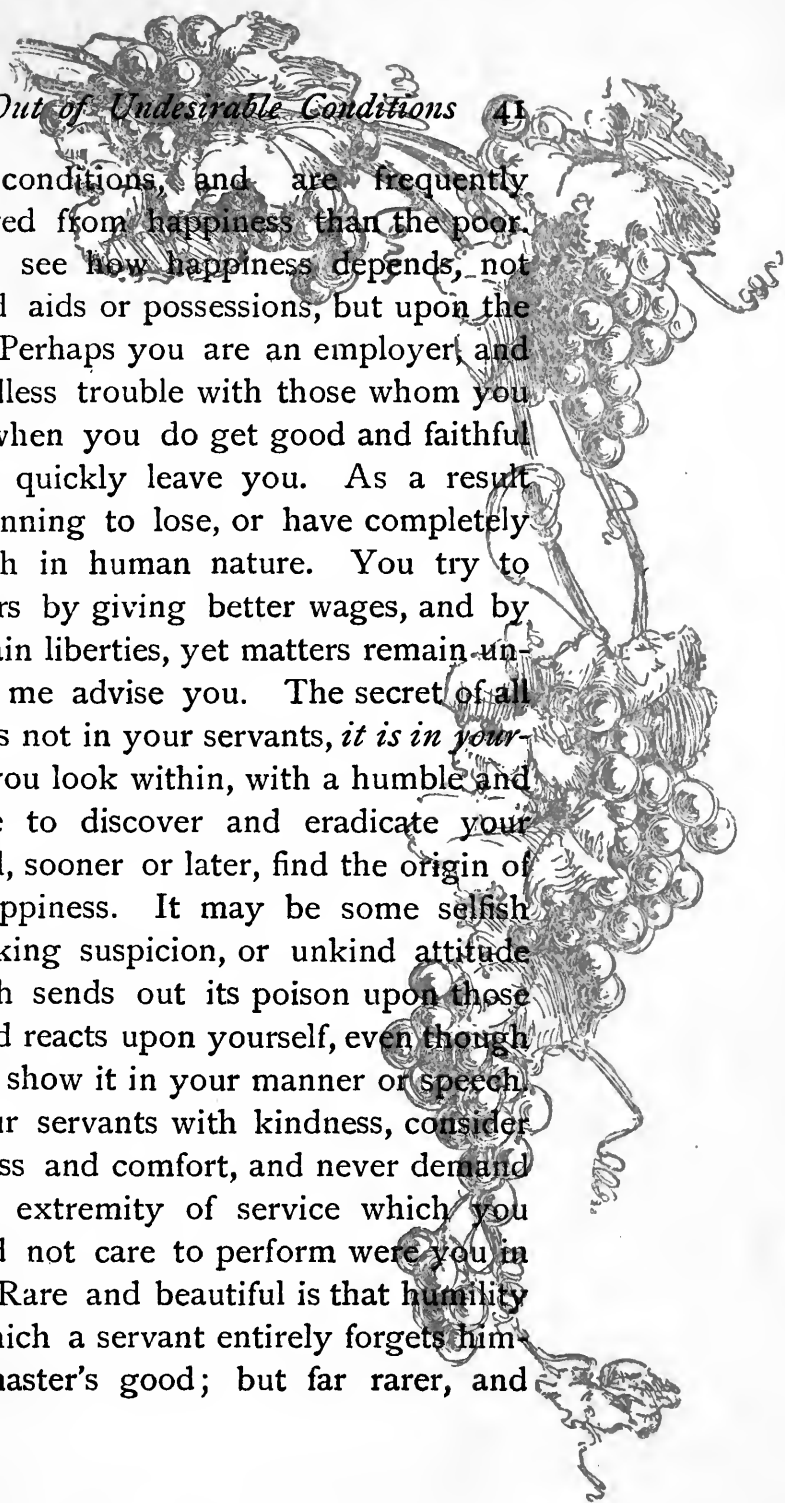 Out of Undesirable Conditions 41
conditions, and are frequently
ed from happiness than the poor.
see how happiness depends, not
aids or possessions, but upon the
Perhaps you are an employer, and
less trouble with those whom you
when you do get good and faithful
quickly leave you. As a result
nning to lose, or have completely
h in human nature. You try to
rs by giving better wages, and by
ain liberties, yet matters remain un-
me advise you. The secret of all
s not in your servants, it is in your-
you look within, with a humble and
e to discover and eradicate your
l, sooner or later, find the origin of
ppiness. It may be some selfish
king suspicion, or unkind attitude
h sends out its poison upon those
d reacts upon yourself, even though
show it in your manner or speech.
ur servants with kindness, consider
ss and comfort, and never demand
extremity of service which you
d not care to perform were you in
Rare and beautiful is that humility
hich a servant entirely forgets him-
naster's good; but far rarer, and